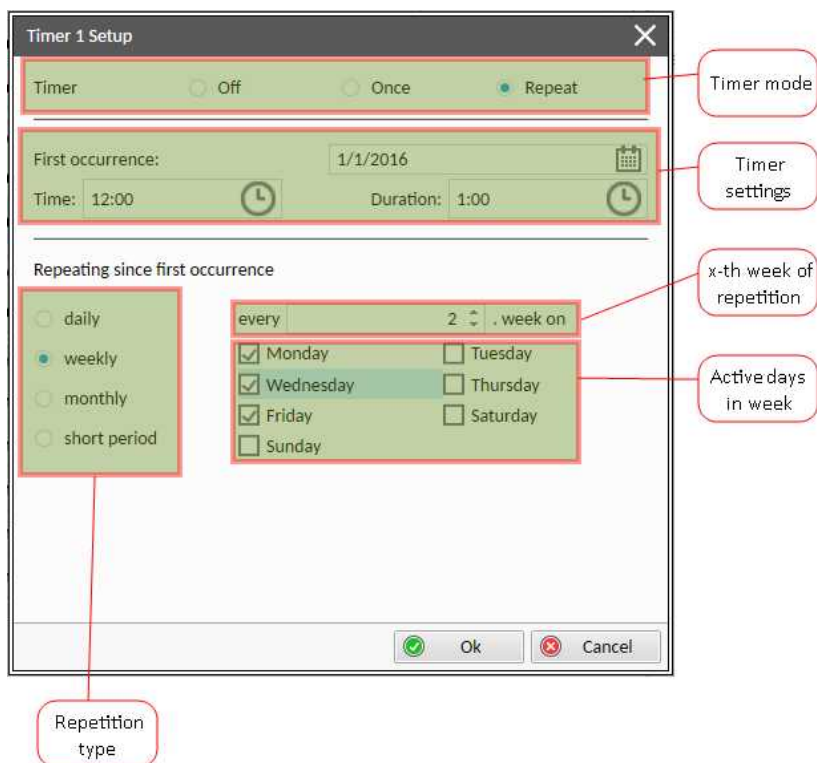 Timer 1 Setup
Timer Off Once Repeat
Timer mode
First occurrence: 1/1/2016
Time: 12:00 Duration: 1:00
Timer
settings
Repeating since first occurrence
x-th week of
repetition
daily
weekly
monthly
short period
every 2 . week on
Monday Tuesday
Wednesday Thursday
Friday Saturday
Sunday
Active days
in week
Ok Cancel
Repetition
type